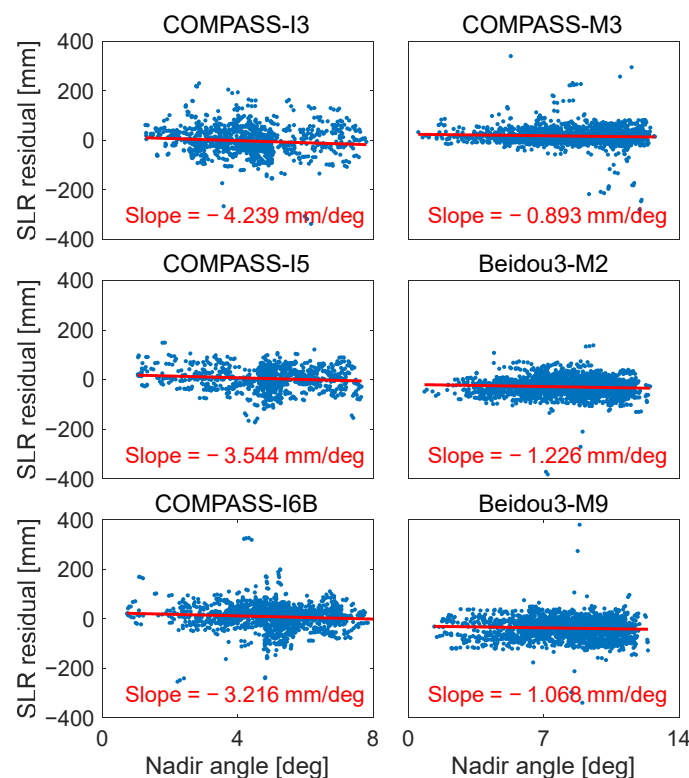 COMPASS-I3
COMPASS-M3
400
200
0
−200
−400
SLR residual [mm]
Slope = − 4.239 mm/deg
Slope = − 0.893 mm/deg
COMPASS-I5
Beidou3-M2
400
200
0
−200
−400
SLR residual [mm]
Slope = − 3.544 mm/deg
Slope = − 1.226 mm/deg
COMPASS-I6B
Beidou3-M9
400
200
0
−200
−400
SLR residual [mm]
Slope = − 3.216 mm/deg
Slope = − 1.068 mm/deg
0 4 8
0 7 14
Nadir angle [deg]
Nadir angle [deg]